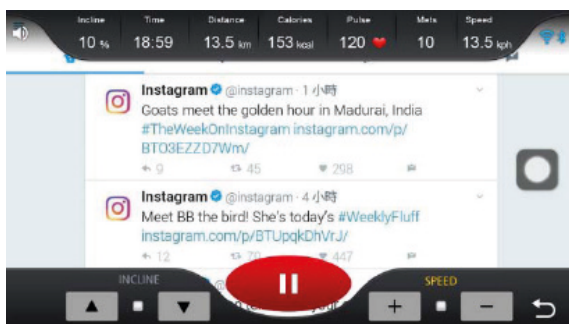 Incline Time Distance Calories Pulse Mets Speed
10 % 18:59 13.5 km 153 kcal 120 10 13.5 kph
Instagram @instagram · 1 小時
Goats meet the golden hour in Madurai, India
#TheWeekOnInstagram instagram.com/p/
BTO3EZZD7Wm/
9 45 298
Instagram @instagram · 4 小時
Meet BB the bird! She's today's #WeeklyFluff
instagram.com/p/BTUpqkDhVrJ/
12 70 447
INCLINE SPEED